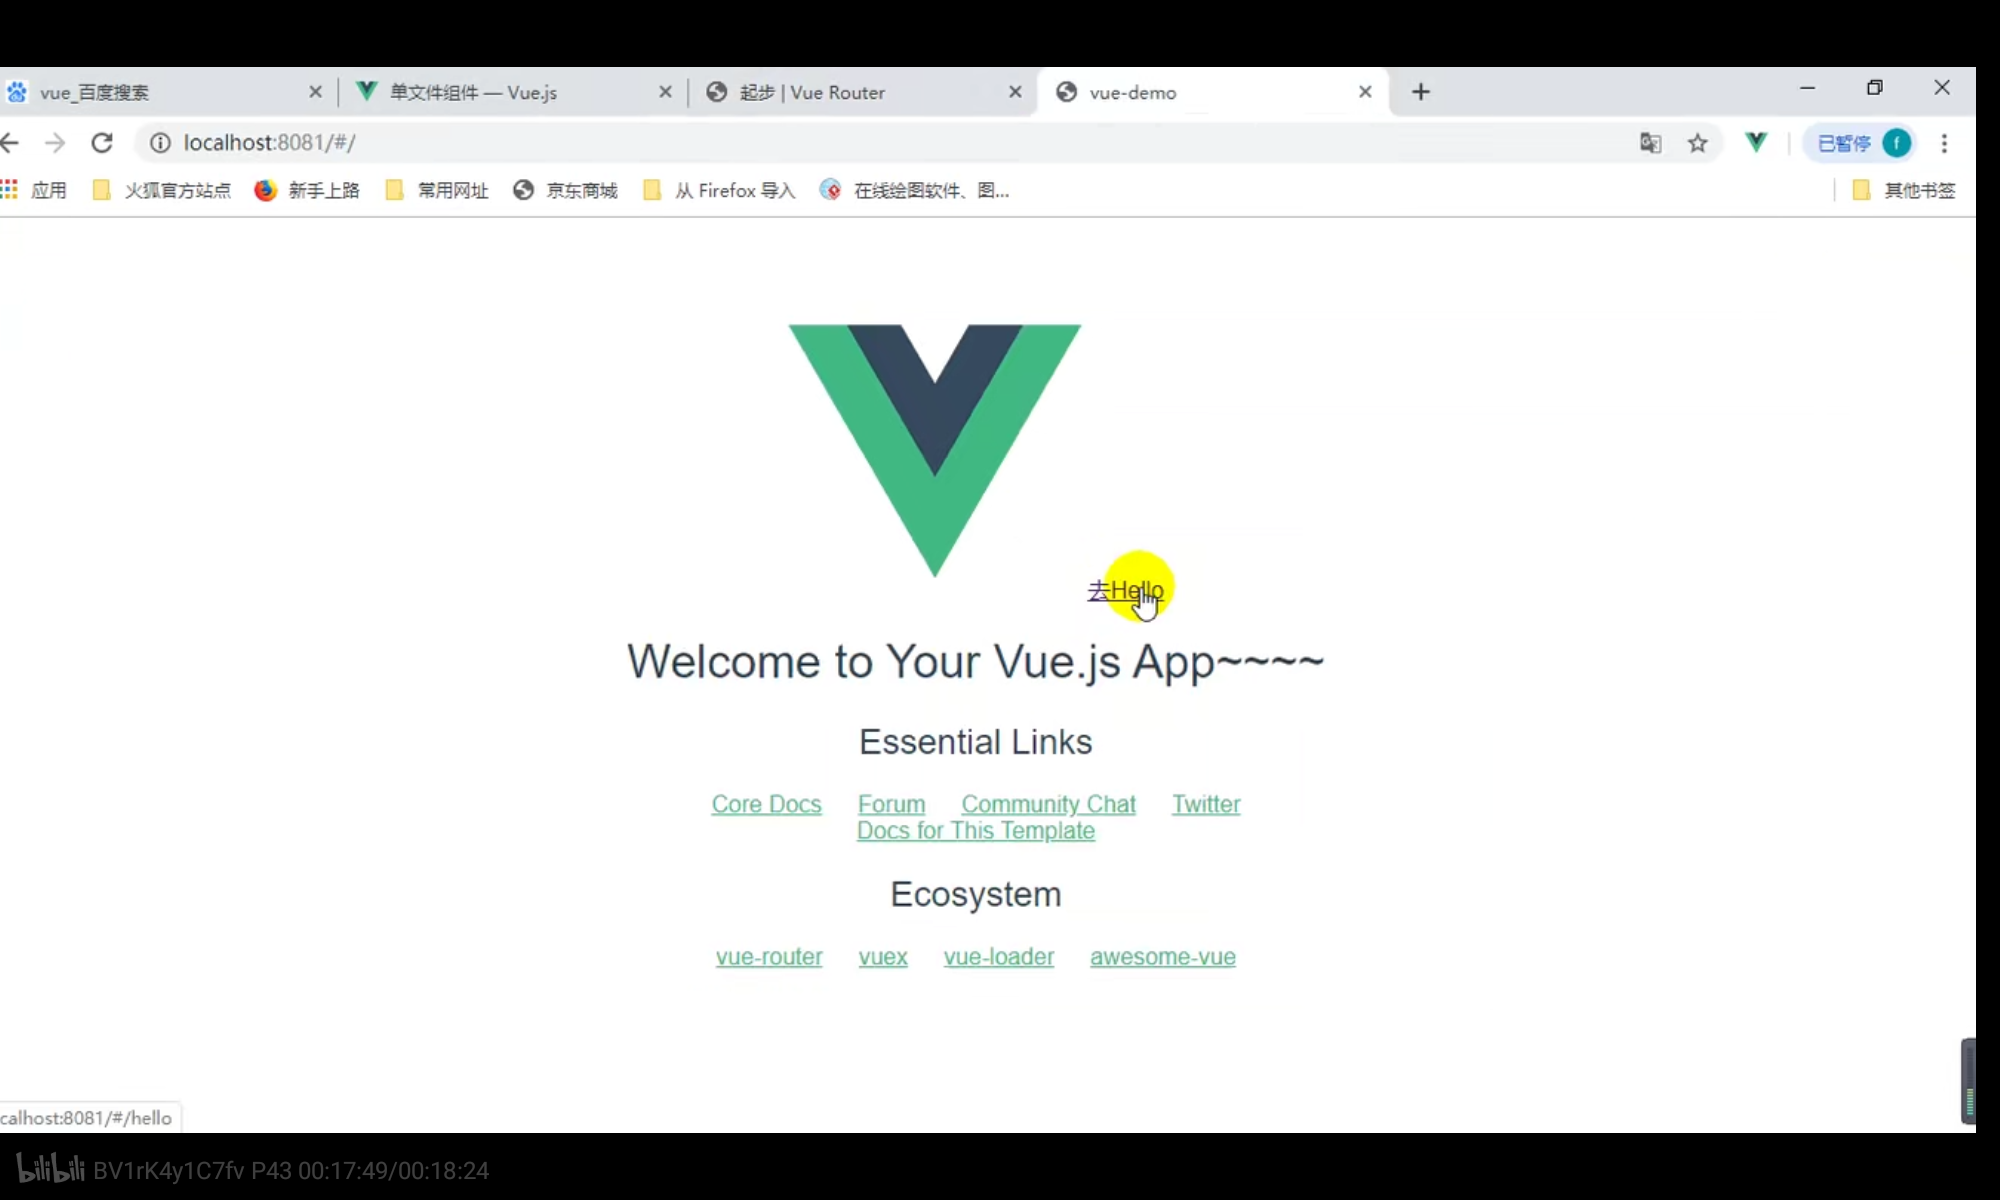 vue_百度搜索
单文件组件 — Vue.js
起步 | Vue Router
vue-demo
localhost:8081/#/
已暂停
f
应用
火狐官方站点
新手上路
常用网址
京东商城
从 Firefox 导入
在线绘图软件、图...
其他书签
去Hello
Welcome to Your Vue.js App~~~~
Essential Links
Core Docs Forum Community Chat Twitter
Docs for This Template
Ecosystem
vue-router vuex vue-loader awesome-vue
calhost:8081/#/hello
bilibili BV1rK4y1C7fv P43 00:17:49/00:18:24